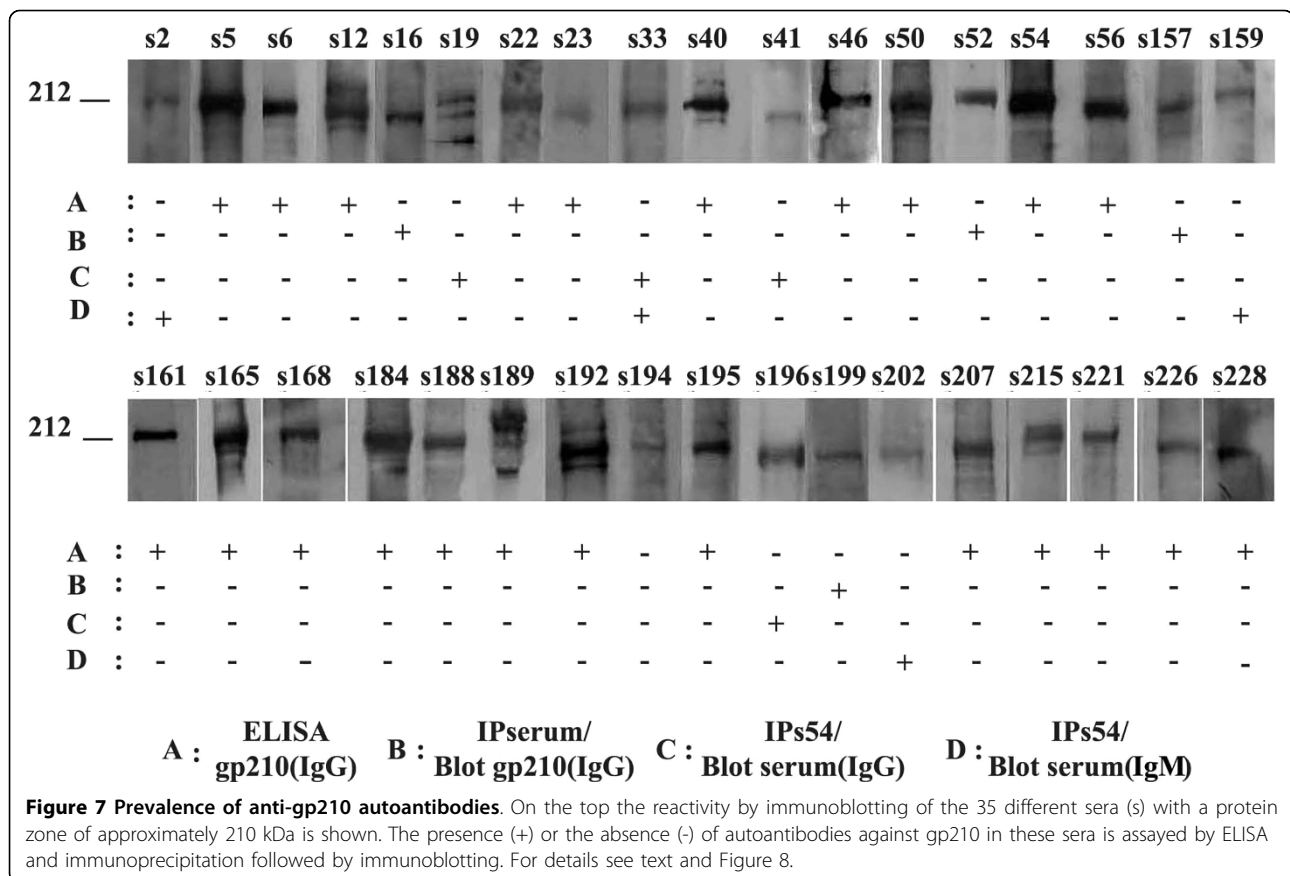 s2 s5 s6 s12 s16 s19 s22 s23 s33 s40 s41 s46 s50 s52 s54 s56 s157 s159
212
A : - + + + - - + + - + - + + - + + - -
B : - - - - + - - - - - - - - + - - + -
C : - - - - - + - - + - + - - - - - - -
D : + - - - - - - - + - - - - - - - - +
s161 s165 s168 s184 s188 s189 s192 s194 s195 s196 s199 s202 s207 s215 s221 s226 s228
212
A : + + + + + + + - + - - - + + + + +
B : - - - - - - - - - - + - - - - - -
C : - - - - - - - - - + - - - - - - -
D : - - - - - - - - - - - + - - - - -
A : ELISA gp210(IgG) B : IPserum/ Blot gp210(IgG) C : IPs54/ Blot serum(IgG) D : IPs54/ Blot serum(IgM)
Figure 7 Prevalence of anti-gp210 autoantibodies. On the top the reactivity by immunoblotting of the 35 different sera (s) with a protein
zone of approximately 210 kDa is shown. The presence (+) or the absence (-) of autoantibodies against gp210 in these sera is assayed by ELISA
and immunoprecipitation followed by immunoblotting. For details see text and Figure 8.